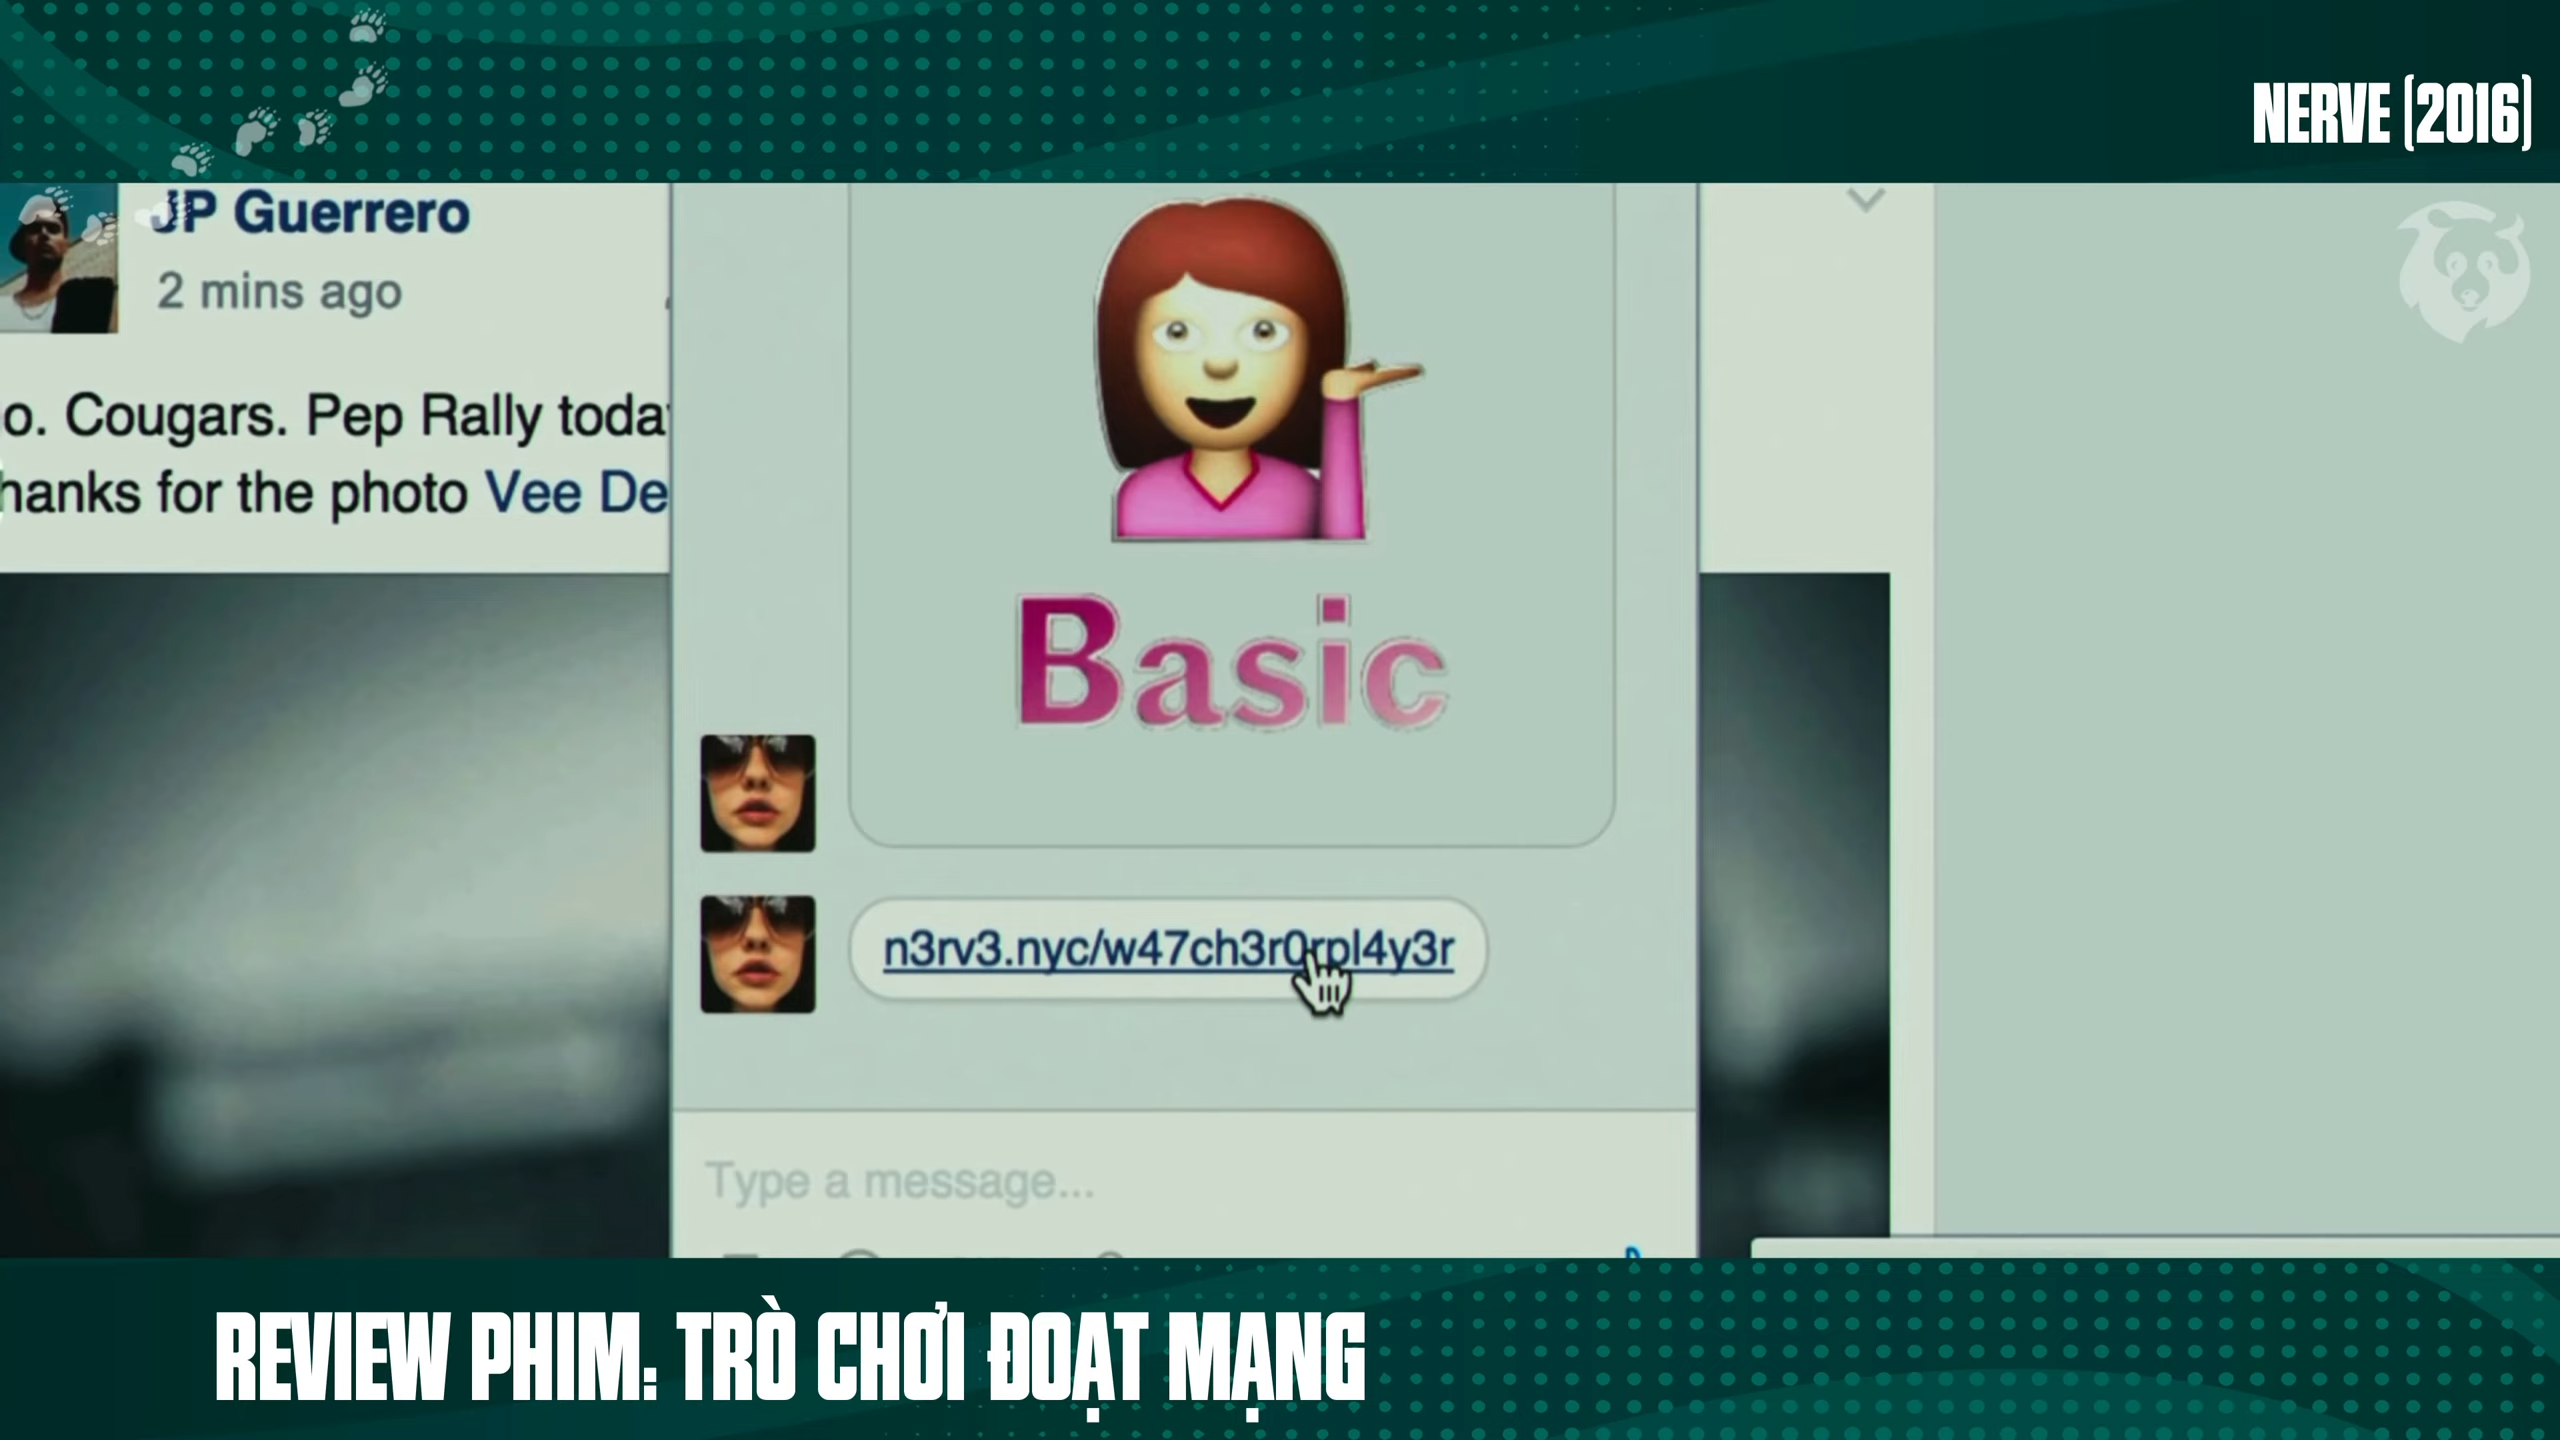 NERVE (2016)
JP Guerrero
2 mins ago
o. Cougars. Pep Rally toda
hanks for the photo Vee De
Basic
n3rv3.nyc/w47ch3r0rpl4y3r
Type a message...
REVIEW PHIM: TRÒ CHƠI ĐOẠT MẠNG